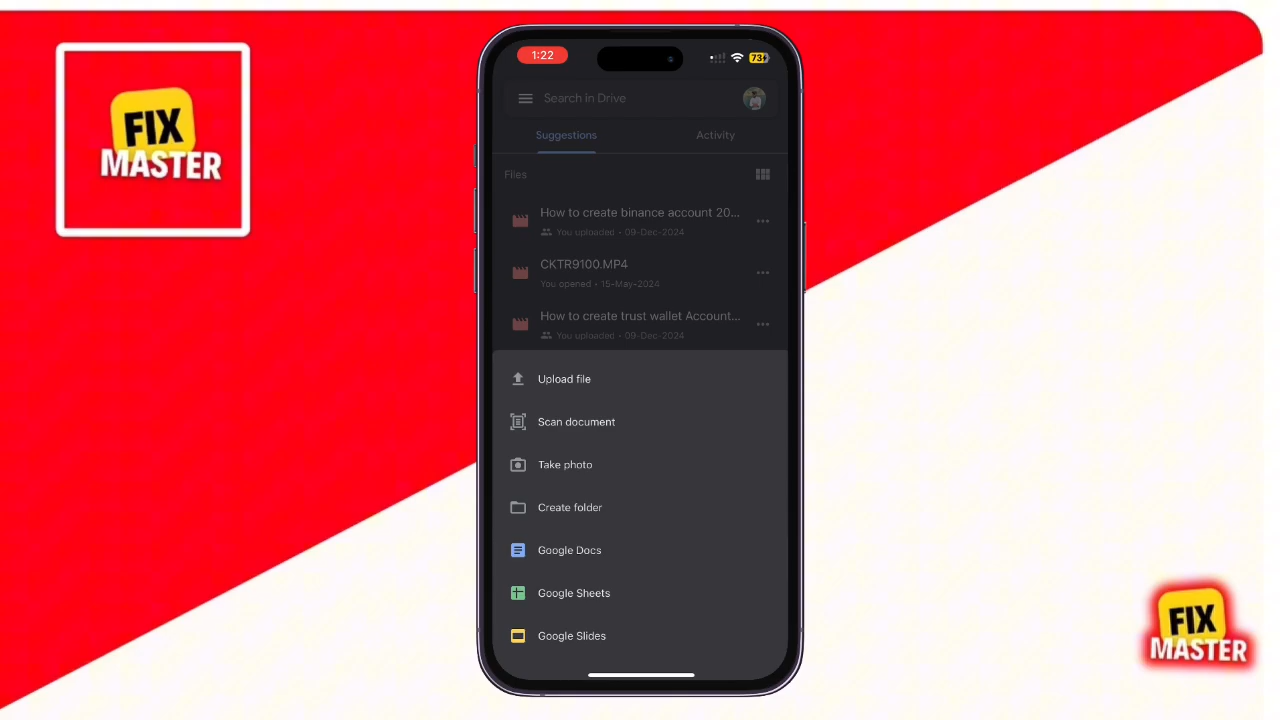 FIX
MASTER
1:22
73
Search in Drive
Suggestions
Activity
Files
How to create binance account 20...
You uploaded • 09-Dec-2024
CKTR9100.MP4
You opened • 15-May-2024
How to create trust wallet Account...
You uploaded • 09-Dec-2024
Upload file
Scan document
Take photo
Create folder
Google Docs
Google Sheets
Google Slides
FIX
MASTER